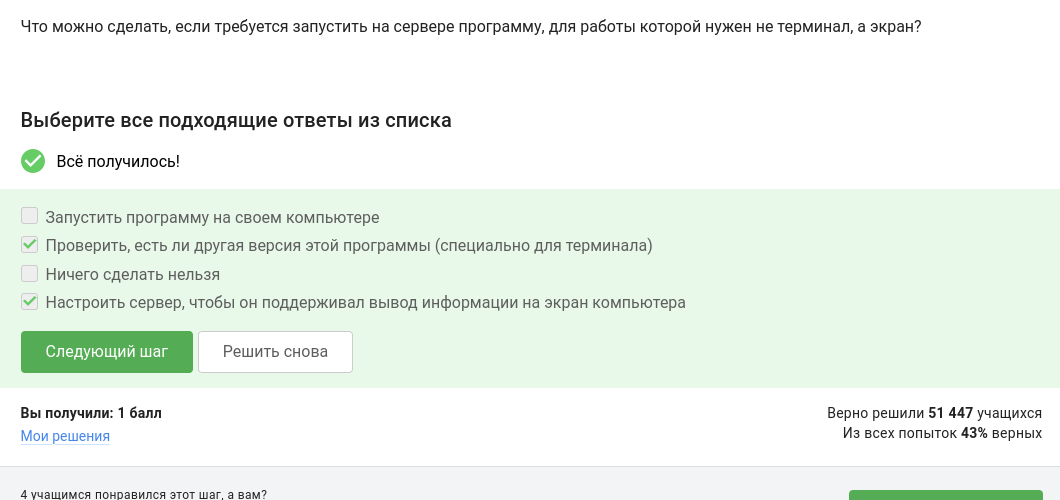 Что можно сделать, если требуется запустить на сервере программу, для работы которой нужен не терминал, а экран?
Выберите все подходящие ответы из списка
Всё получилось!
Запустить программу на своем компьютере
Проверить, есть ли другая версия этой программы (специально для терминала)
Ничего сделать нельзя
Настроить сервер, чтобы он поддерживал вывод информации на экран компьютера
Следующий шаг
Решить снова
Вы получили: 1 балл
Мои решения
Верно решили 51 447 учащихся
Из всех попыток 43% верных
4 учащимся понравился этот шаг, а вам?